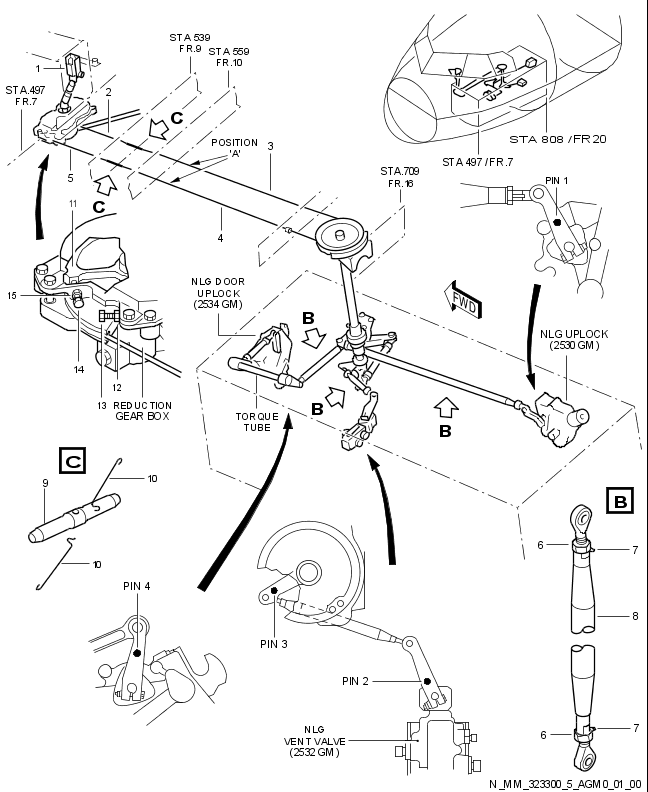 STA 539
FR.9
STA 559
FR.10
1
STA.497
FR.7
2
C
POSITION
'A'
3
5
C
4
STA 808 /FR20
STA 497 /FR.7
STA.709
FR.16
PIN 1
11
15
14
12
13 REDUCTION
GEAR BOX
NLG DOOR
UPLOCK
(2534 GM)
B
FWD
NLG UPLOCK
(2530 GM)
TORQUE
TUBE
B
B
C
9
10
10
B
6
7
8
7
6
PIN 4
PIN 3
PIN 2
NLG
VENT VALVE
(2532 GM)
N_MM_323300_5_AGM0_01_00